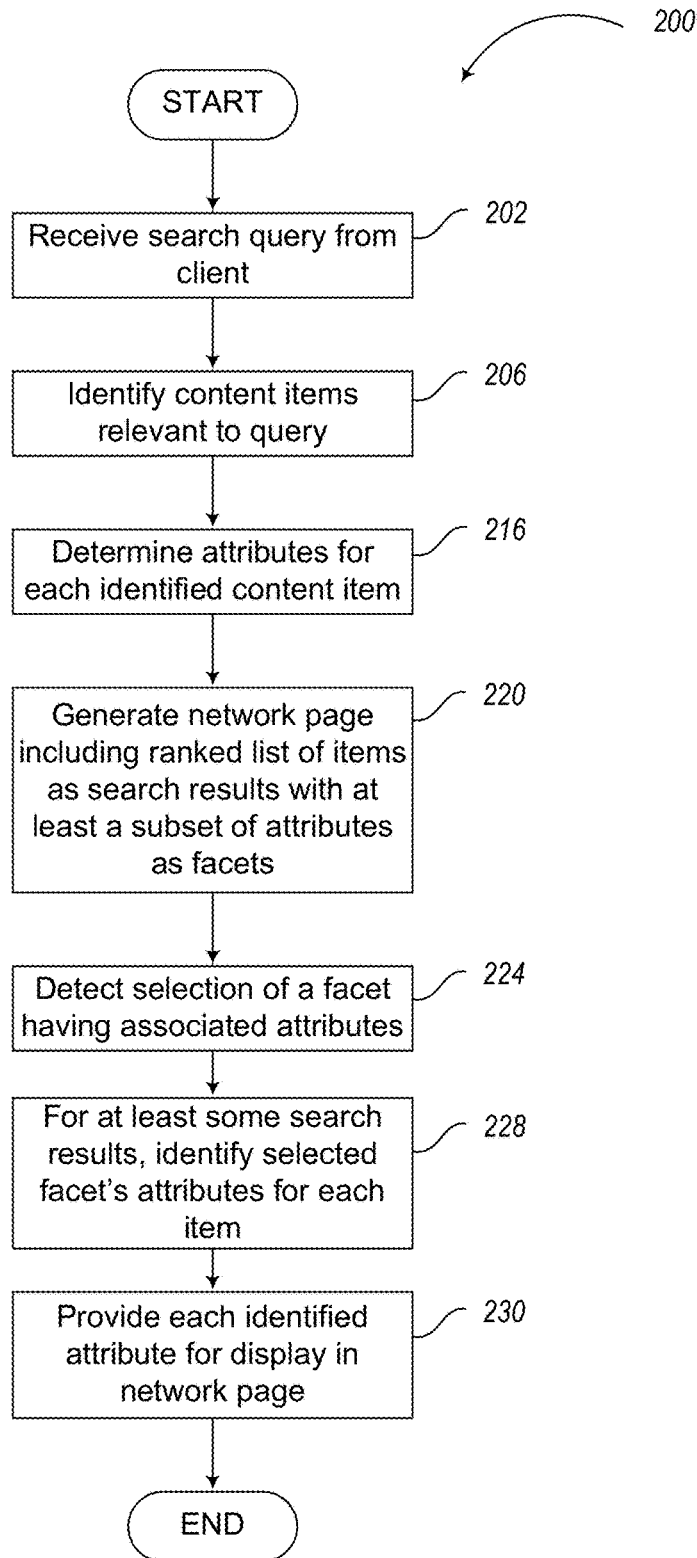 200
START
202
Receive search query from
client
206
Identify content items
relevant to query
216
Determine attributes for
each identified content item
220
Generate network page
including ranked list of items
as search results with at
least a subset of attributes
as facets
224
Detect selection of a facet
having associated attributes
228
For at least some search
results, identify selected
facet's attributes for each
item
230
Provide each identified
attribute for display in
network page
END